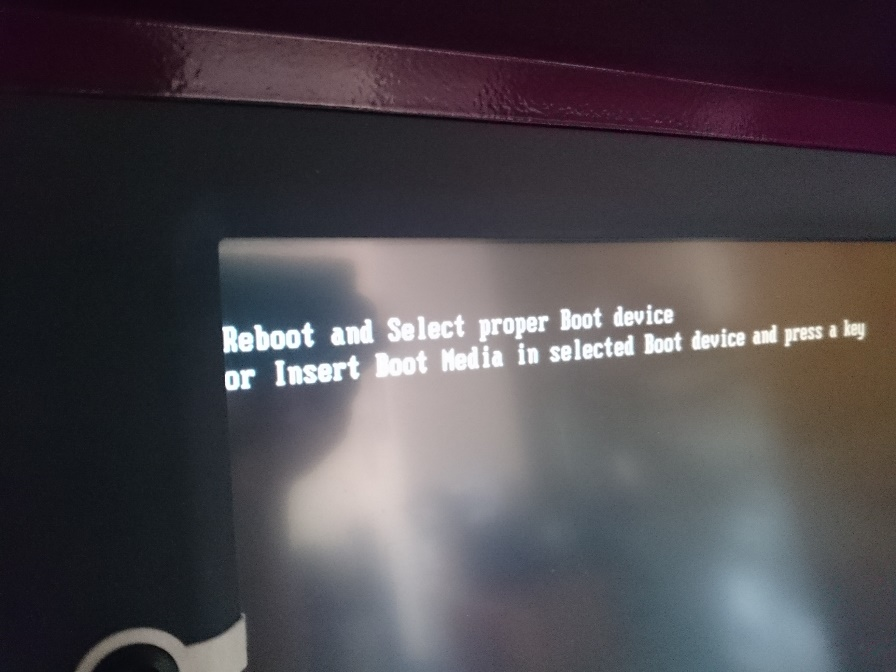 Reboot and Select proper Boot device
or Insert Boot Media in selected Boot device and press a key